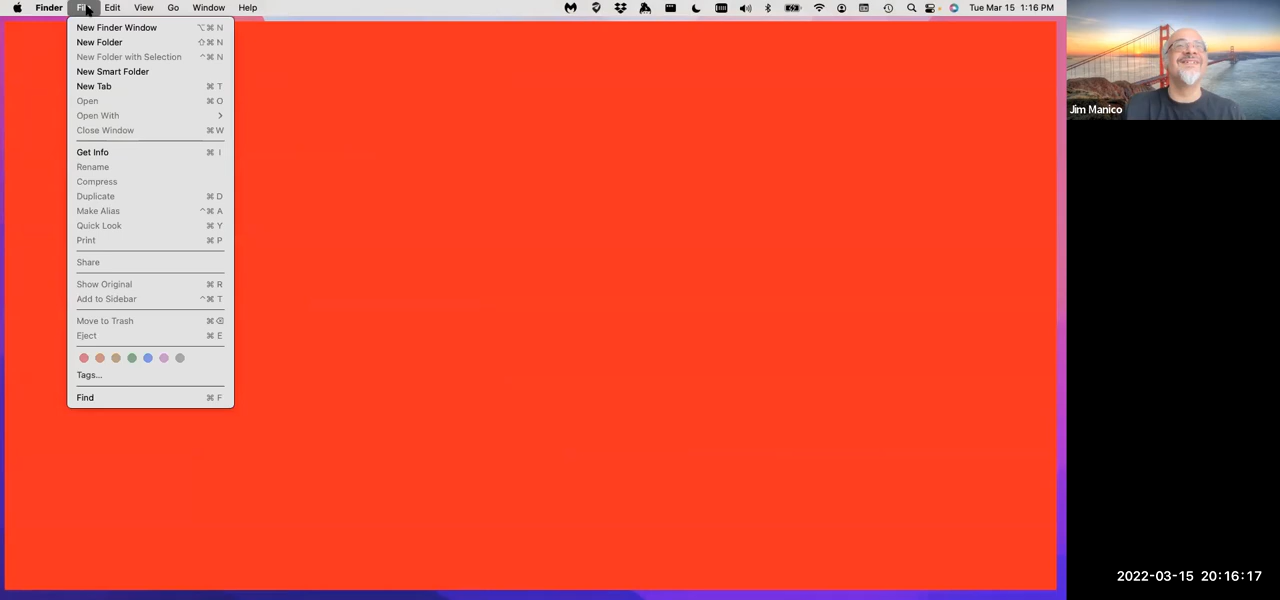 Finder File Edit View Go Window Help Tue Mar 15 1:16 PM
New Finder Window ⌥⌘ N
New Folder ⇧⌘ N
New Folder with Selection ^⌘ N
New Smart Folder
New Tab ⌘ T
Open ⌘ O
Open With >
Close Window ⌘ W
Get Info ⌘ I
Rename
Compress
Duplicate ⌘ D
Make Alias ^⌘ A
Quick Look ⌘ Y
Print ⌘ P
Share
Show Original ⌘ R
Add to Sidebar ^⌘ T
Move to Trash ⌘⌫
Eject ⌘ E
Tags...
Find ⌘ F
Jim Manico
2022-03-15 20:16:17